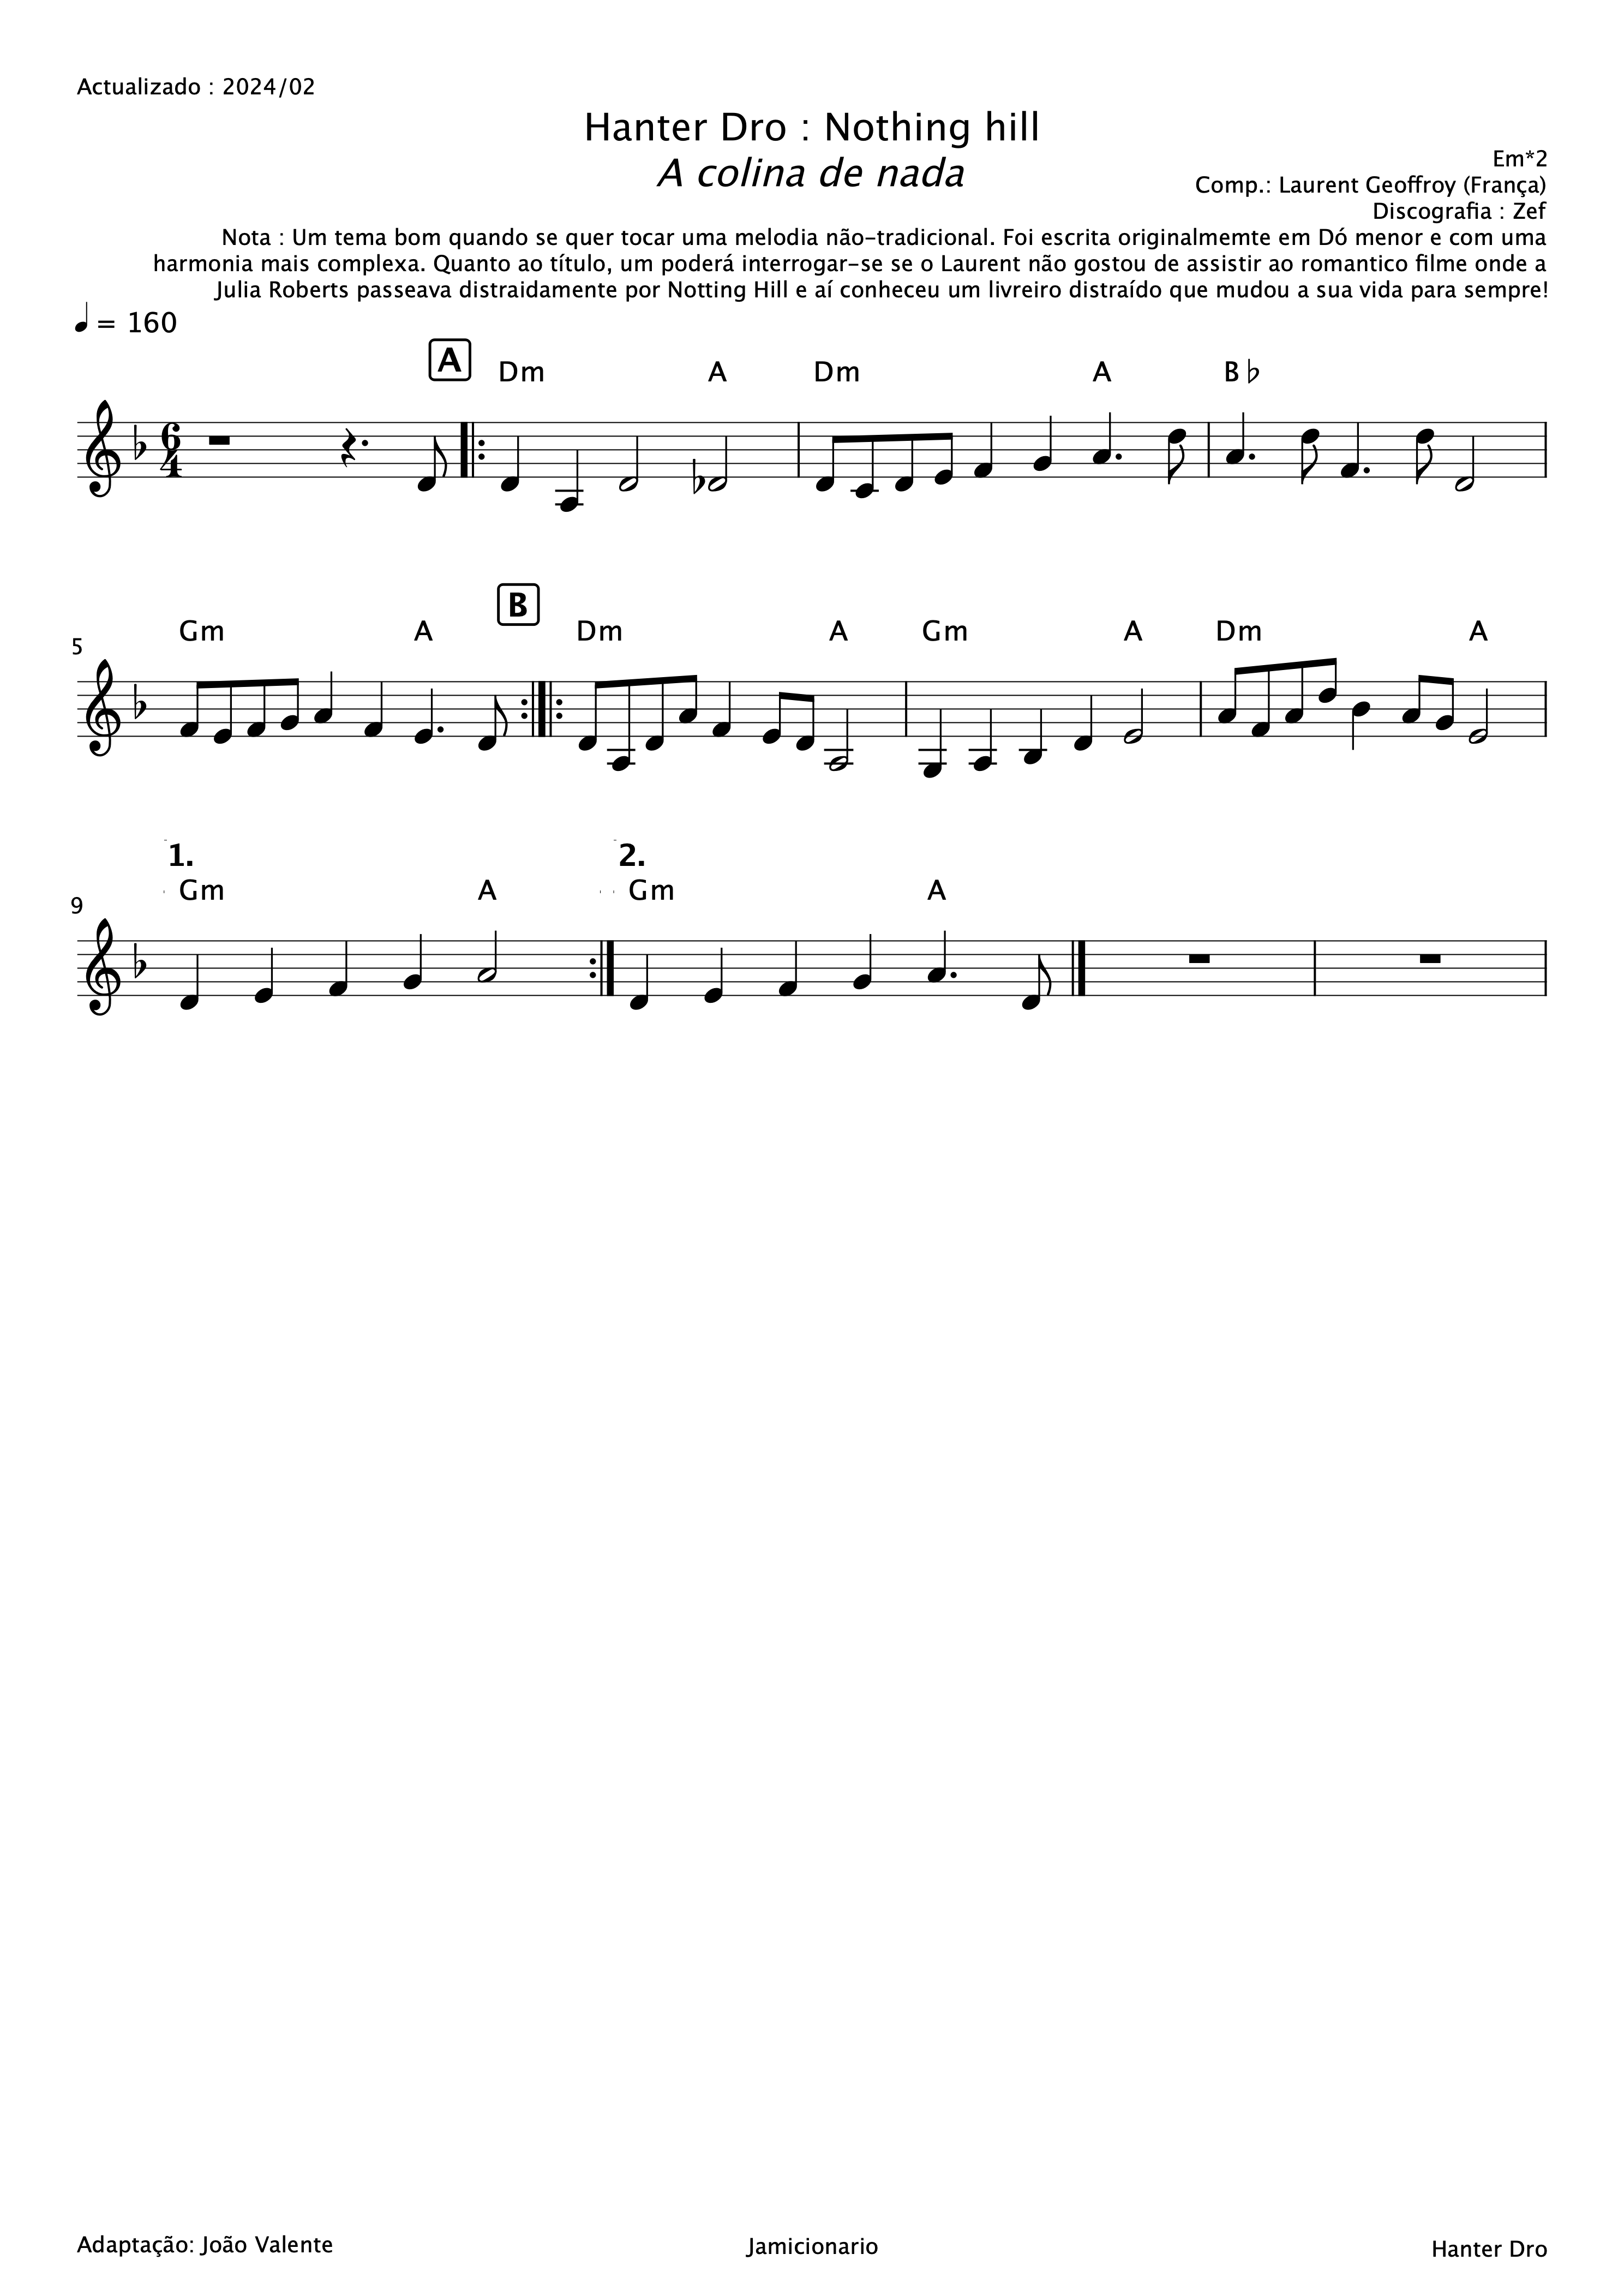 Actualizado : 2024/02
Hanter Dro : Nothing hill
A colina de nada
Em*2
Comp.: Laurent Geoffroy (França)
Discografia : Zef
Nota : Um tema bom quando se quer tocar uma melodia não-tradicional. Foi escrita originalmemte em Dó menor e com uma
harmonia mais complexa. Quanto ao título, um poderá interrogar-se se o Laurent não gostou de assistir ao romantico filme onde a
Julia Roberts passeava distraidamente por Notting Hill e aí conheceu um livreiro distraído que mudou a sua vida para sempre!
♩ = 160
A
Dm A Dm A B♭
6
4
B
5 Gm A Dm A Gm A Dm A
1. 2.
9 Gm A Gm A
Adaptação: João Valente
Jamicionario
Hanter Dro